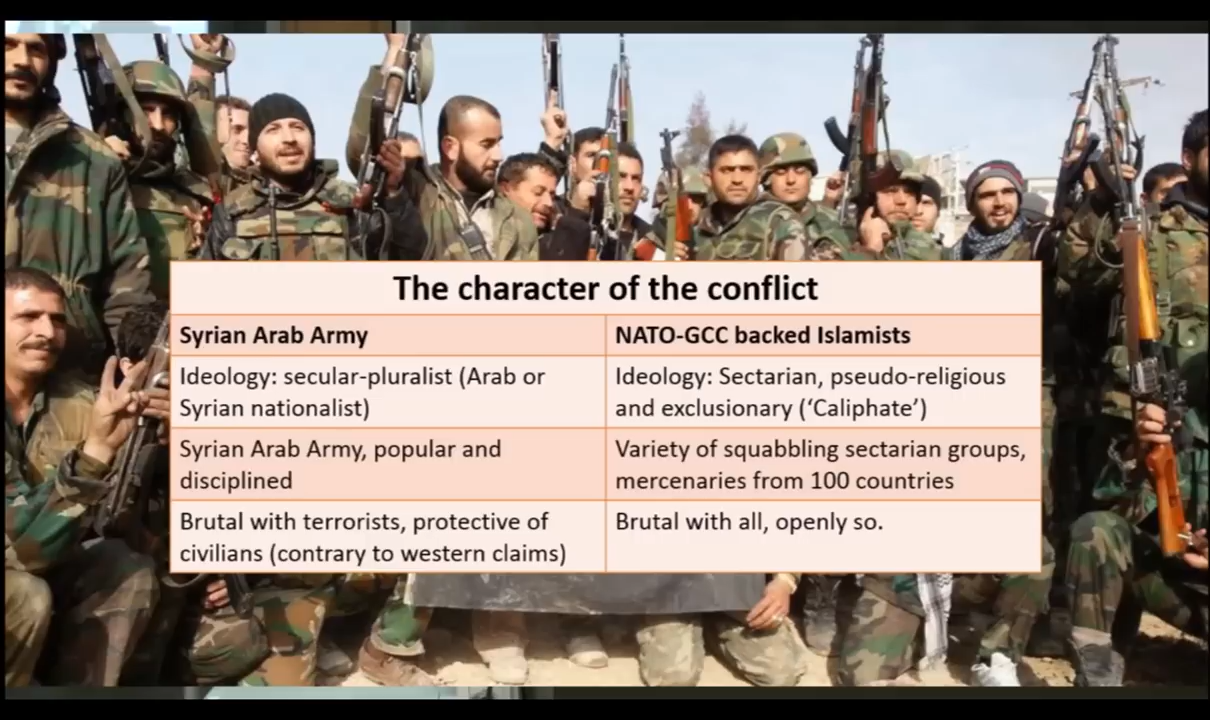 The character of the conflict
Syrian Arab Army
NATO-GCC backed Islamists
Ideology: secular-pluralist (Arab or
Syrian nationalist)
Ideology: Sectarian, pseudo-religious
and exclusionary (‘Caliphate’)
Syrian Arab Army, popular and
disciplined
Variety of squabbling sectarian groups,
mercenaries from 100 countries
Brutal with terrorists, protective of
civilians (contrary to western claims)
Brutal with all, openly so.